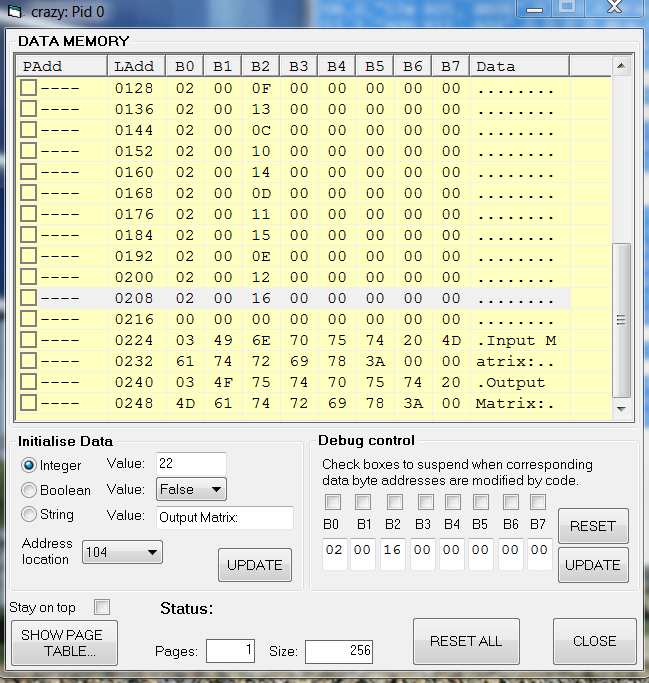 crazy: Pid 0
DATA MEMORY
PAdd LAdd B0 B1 B2 B3 B4 B5 B6 B7 Data
---- 0128 02 00 0F 00 00 00 00 00 ........
---- 0136 02 00 13 00 00 00 00 00 ........
---- 0144 02 00 0C 00 00 00 00 00 ........
---- 0152 02 00 10 00 00 00 00 00 ........
---- 0160 02 00 14 00 00 00 00 00 ........
---- 0168 02 00 0D 00 00 00 00 00 ........
---- 0176 02 00 11 00 00 00 00 00 ........
---- 0184 02 00 15 00 00 00 00 00 ........
---- 0192 02 00 0E 00 00 00 00 00 ........
---- 0200 02 00 12 00 00 00 00 00 ........
---- 0208 02 00 16 00 00 00 00 00 ........
---- 0216 00 00 00 00 00 00 00 00 ........
---- 0224 03 49 6E 70 75 74 20 4D .Input M
---- 0232 61 74 72 69 78 3A 00 00 atrix:..
---- 0240 03 4F 75 74 70 75 74 20 .Output
---- 0248 4D 61 74 72 69 78 3A 00 Matrix:.
Initialise Data
Integer Value: 22
Boolean Value: False
String Value: Output Matrix:
Address location 104 UPDATE
Debug control
Check boxes to suspend when corresponding
data byte addresses are modified by code.
B0 B1 B2 B3 B4 B5 B6 B7 RESET
02 00 16 00 00 00 00 00 UPDATE
Stay on top Status:
SHOW PAGE TABLE... Pages: 1 Size: 256 RESET ALL CLOSE